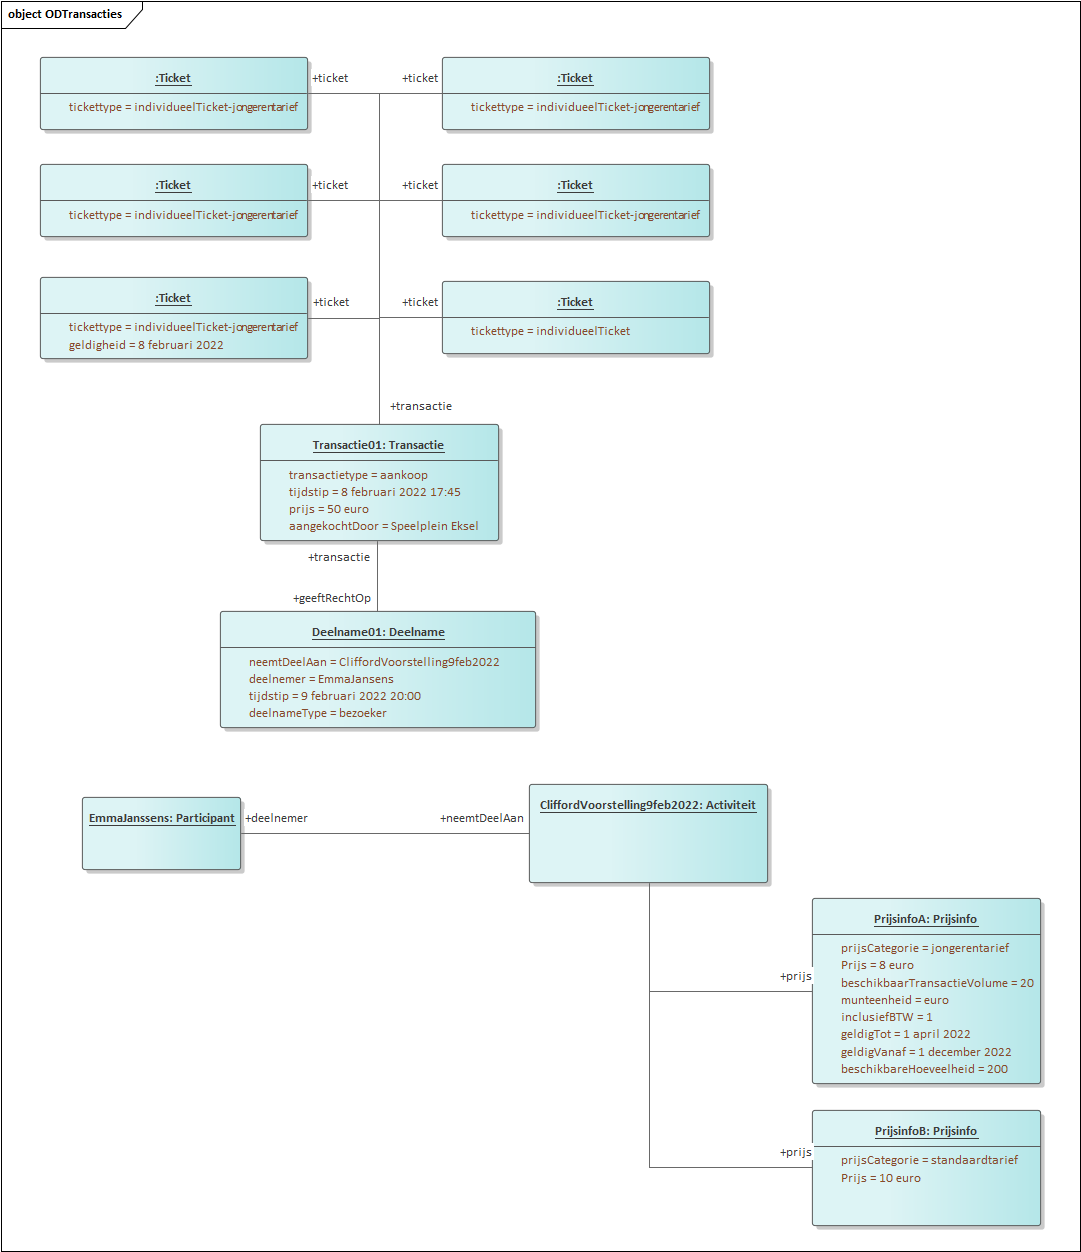 object ODTransacties
:Ticket
tickettype = individueelTicket-jongerentarief
+ticket
+ticket
:Ticket
tickettype = individueelTicket-jongerentarief
:Ticket
tickettype = individueelTicket-jongerentarief
+ticket
+ticket
:Ticket
tickettype = individueelTicket-jongerentarief
:Ticket
tickettype = individueelTicket-jongerentarief
geldigheid = 8 februari 2022
+ticket
+ticket
:Ticket
tickettype = individueelTicket
+transactie
Transactie01: Transactie
transactietype = aankoop
tijdstip = 8 februari 2022 17:45
prijs = 50 euro
aangekochtDoor = Speelplein Eksel
+transactie
+geeftRechtOp
Deelname01: Deelname
neemtDeelAan = CliffordVoorstelling9feb2022
deelnemer = EmmaJansens
tijdstip = 9 februari 2022 20:00
deelnameType = bezoeker
EmmaJanssens: Participant
+deelnemer
+neemtDeelAan
CliffordVoorstelling9feb2022: Activiteit
+prijs
PrijsinfoA: Prijsinfo
prijsCategorie = jongerentarief
Prijs = 8 euro
beschikbaarTransactieVolume = 20
munteenheid = euro
inclusiefBTW = 1
geldigTot = 1 april 2022
geldigVanaf = 1 december 2022
beschikbareHoeveelheid = 200
+prijs
PrijsinfoB: Prijsinfo
prijsCategorie = standaardtarief
Prijs = 10 euro